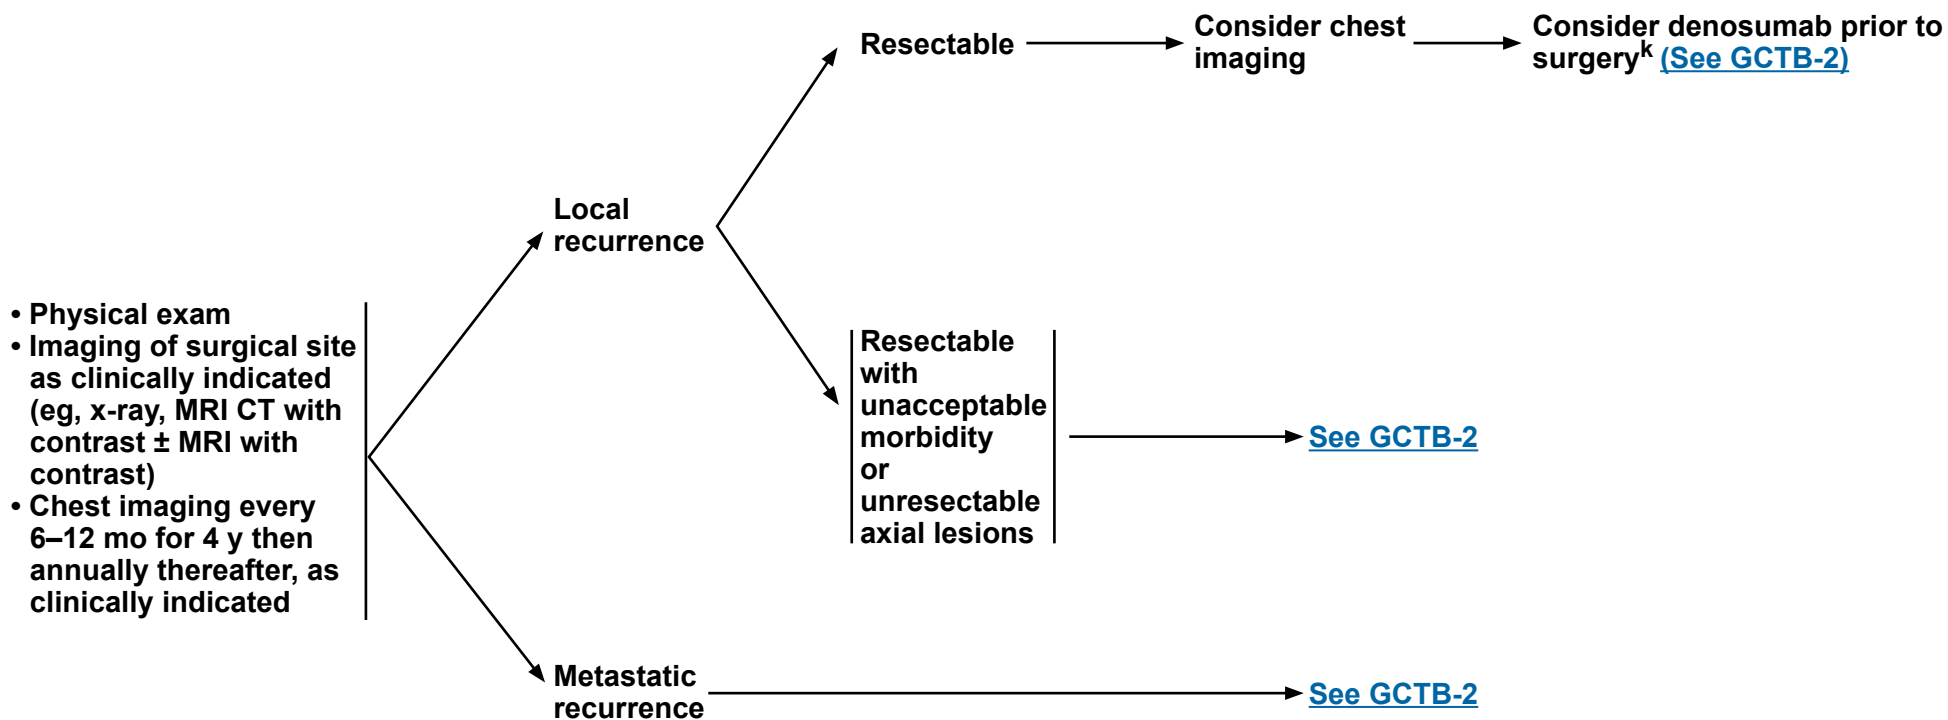 • Physical exam
• Imaging of surgical site
as clinically indicated
(eg, x-ray, MRI CT with
contrast ± MRI with
contrast)
• Chest imaging every
6–12 mo for 4 y then
annually thereafter, as
clinically indicated
Local
recurrence
Resectable
Consider chest
imaging
Consider denosumab prior to
surgeryᵏ (See GCTB-2)
Resectable
with
unacceptable
morbidity
or
unresectable
axial lesions
See GCTB-2
Metastatic
recurrence
See GCTB-2